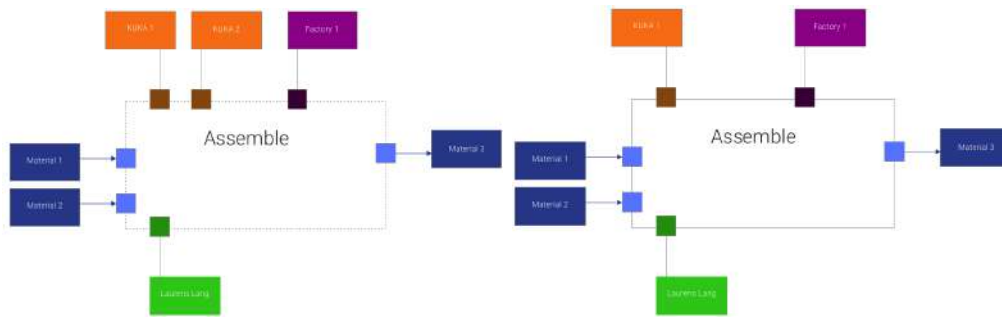 KUKA 1
KUKA 2
Factory 1
Assemble
Material 1
Material 2
Material 3
Laurens Lang
KUKA 1
Factory 1
Assemble
Material 1
Material 2
Material 3
Laurens Lang